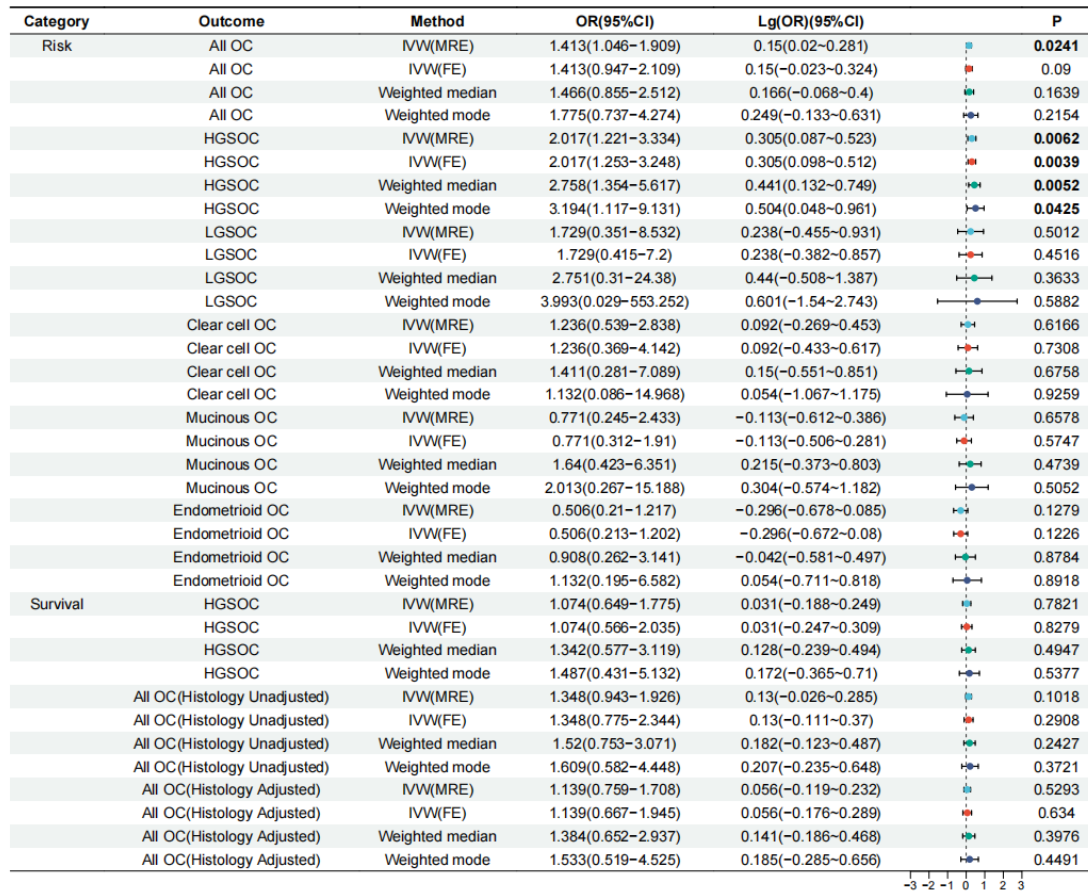 Category Outcome Method OR(95%CI) Lg(OR)(95%CI) P
Risk All OC IVW(MRE) 1.413(1.046−1.909) 0.15(0.02~0.281) 0.0241
All OC IVW(FE) 1.413(0.947−2.109) 0.15(−0.023~0.324) 0.09
All OC Weighted median 1.466(0.855−2.512) 0.166(−0.068~0.4) 0.1639
All OC Weighted mode 1.775(0.737−4.274) 0.249(−0.133~0.631) 0.2154
HGSOC IVW(MRE) 2.017(1.221−3.334) 0.305(0.087~0.523) 0.0062
HGSOC IVW(FE) 2.017(1.253−3.248) 0.305(0.098~0.512) 0.0039
HGSOC Weighted median 2.758(1.354−5.617) 0.441(0.132~0.749) 0.0052
HGSOC Weighted mode 3.194(1.117−9.131) 0.504(0.048~0.961) 0.0425
LGSOC IVW(MRE) 1.729(0.351−8.532) 0.238(−0.455~0.931) 0.5012
LGSOC IVW(FE) 1.729(0.415−7.2) 0.238(−0.382~0.857) 0.4516
LGSOC Weighted median 2.751(0.31−24.38) 0.44(−0.508~1.387) 0.3633
LGSOC Weighted mode 3.993(0.029−553.252) 0.601(−1.54~2.743) 0.5882
Clear cell OC IVW(MRE) 1.236(0.539−2.838) 0.092(−0.269~0.453) 0.6166
Clear cell OC IVW(FE) 1.236(0.369−4.142) 0.092(−0.433~0.617) 0.7308
Clear cell OC Weighted median 1.411(0.281−7.089) 0.15(−0.551~0.851) 0.6758
Clear cell OC Weighted mode 1.132(0.086−14.968) 0.054(−1.067~1.175) 0.9259
Mucinous OC IVW(MRE) 0.771(0.245−2.433) −0.113(−0.612~0.386) 0.6578
Mucinous OC IVW(FE) 0.771(0.312−1.91) −0.113(−0.506~0.281) 0.5747
Mucinous OC Weighted median 1.64(0.423−6.351) 0.215(−0.373~0.803) 0.4739
Mucinous OC Weighted mode 2.013(0.267−15.188) 0.304(−0.574~1.182) 0.5052
Endometrioid OC IVW(MRE) 0.506(0.21−1.217) −0.296(−0.678~0.085) 0.1279
Endometrioid OC IVW(FE) 0.506(0.213−1.202) −0.296(−0.672~0.08) 0.1226
Endometrioid OC Weighted median 0.908(0.262−3.141) −0.042(−0.581~0.497) 0.8784
Endometrioid OC Weighted mode 1.132(0.195−6.582) 0.054(−0.711~0.818) 0.8918
Survival HGSOC IVW(MRE) 1.074(0.649−1.775) 0.031(−0.188~0.249) 0.7821
HGSOC IVW(FE) 1.074(0.566−2.035) 0.031(−0.247~0.309) 0.8279
HGSOC Weighted median 1.342(0.577−3.119) 0.128(−0.239~0.494) 0.4947
HGSOC Weighted mode 1.487(0.431−5.132) 0.172(−0.365~0.71) 0.5377
All OC(Histology Unadjusted) IVW(MRE) 1.348(0.943−1.926) 0.13(−0.026~0.285) 0.1018
All OC(Histology Unadjusted) IVW(FE) 1.348(0.775−2.344) 0.13(−0.111~0.37) 0.2908
All OC(Histology Unadjusted) Weighted median 1.52(0.753−3.071) 0.182(−0.123~0.487) 0.2427
All OC(Histology Unadjusted) Weighted mode 1.609(0.582−4.448) 0.207(−0.235~0.648) 0.3721
All OC(Histology Adjusted) IVW(MRE) 1.139(0.759−1.708) 0.056(−0.119~0.232) 0.5293
All OC(Histology Adjusted) IVW(FE) 1.139(0.667−1.945) 0.056(−0.176~0.289) 0.634
All OC(Histology Adjusted) Weighted median 1.384(0.652−2.937) 0.141(−0.186~0.468) 0.3976
All OC(Histology Adjusted) Weighted mode 1.533(0.519−4.525) 0.185(−0.285~0.656) 0.4491
−3 −2 −1 0 1 2 3